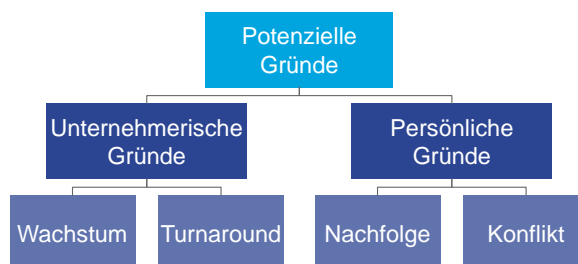 Potenzielle
Gründe
Unternehmerische
Gründe
Persönliche
Gründe
Wachstum
Turnaround
Nachfolge
Konflikt